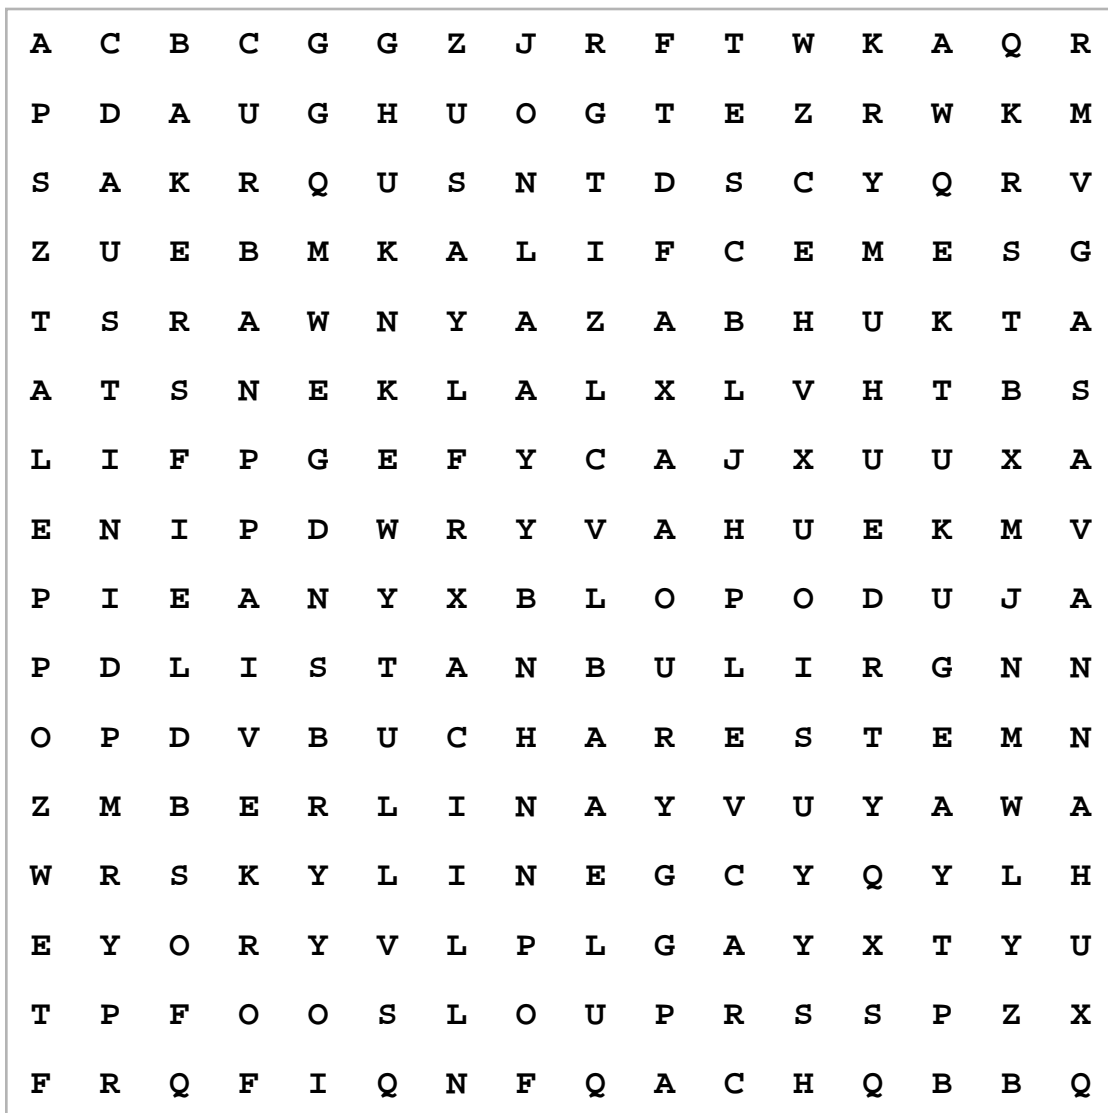 A C B C G G Z J R F T W K A Q R
P D A U G H U O G T E Z R W K M
S A K R Q U S N T D S C Y Q R V
Z U E B M K A L I F C E M E S G
T S R A W N Y A Z A B H U K T A
A T S N E K L A L X L V H T B S
L I F P G E F Y C A J X U U X A
E N I P D W R Y V A H U E K M V
P I E A N Y X B L O P O D U J A
P D L I S T A N B U L I R G N N
O P D V B U C H A R E S T E M N
Z M B E R L I N A Y V U Y A W A
W R S K Y L I N E G C Y Q Y L H
E Y O R Y V L P L G A Y X T Y U
T P F O O S L O U P R S S P Z X
F R Q F I Q N F Q A C H Q B B Q